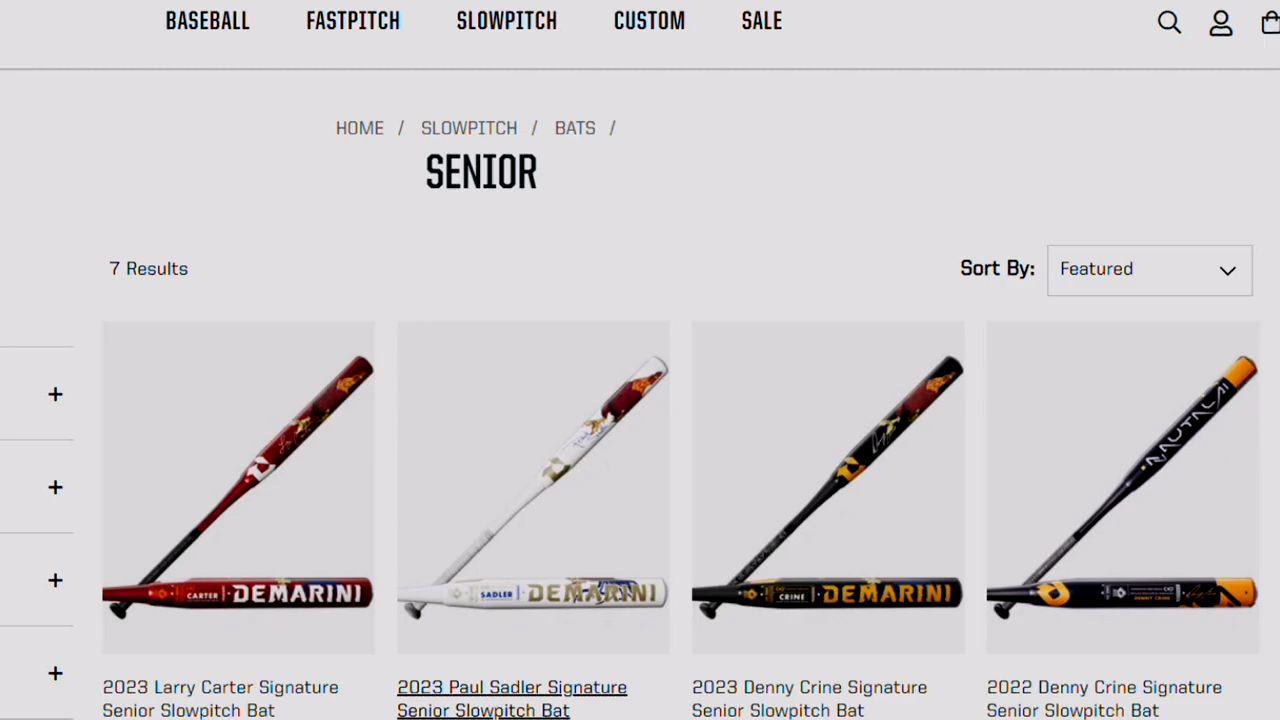 BASEBALL FASTPITCH SLOWPITCH CUSTOM SALE
HOME / SLOWPITCH / BATS /
SENIOR
7 Results
Sort By: Featured
CARTER DEMARINI
SADLER DEMARINI
CRINE DEMARINI
DENNY CRINE
2023 Larry Carter Signature
Senior Slowpitch Bat
2023 Paul Sadler Signature
Senior Slowpitch Bat
2023 Denny Crine Signature
Senior Slowpitch Bat
2022 Denny Crine Signature
Senior Slowpitch Bat